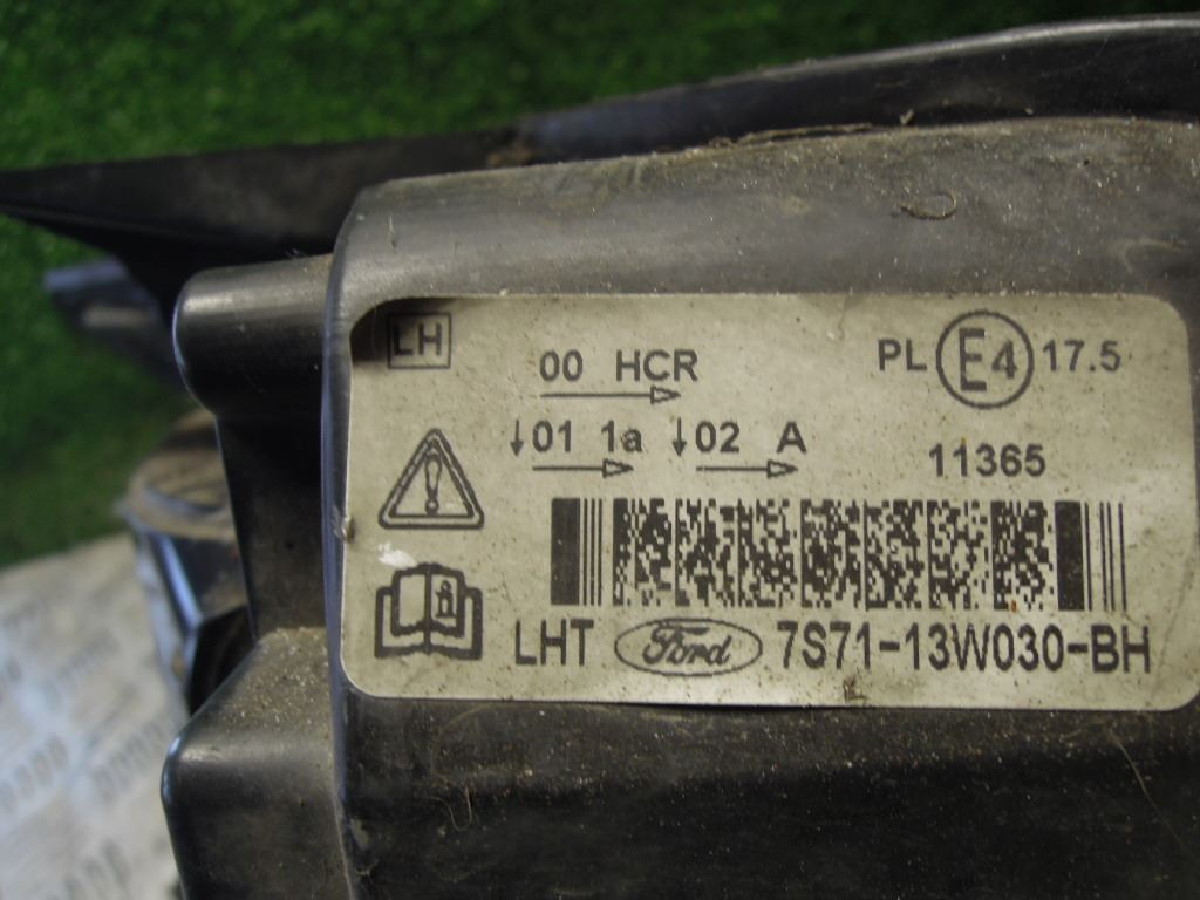 LH
00 HCR
PL E4 17.5
↓01 1a ↓02 A
11365
LHT Ford 7S71-13W030-BH